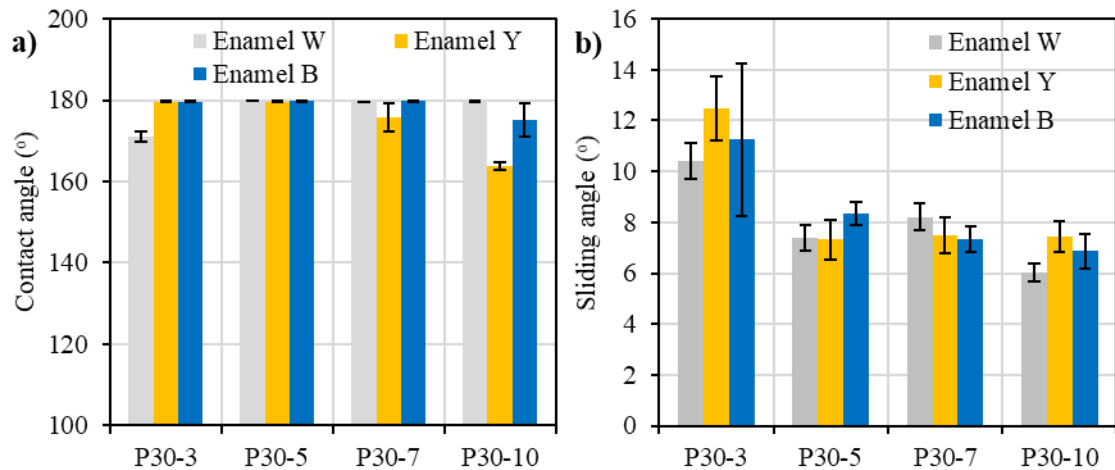 a)
Contact angle (º)
200
180
160
140
120
100
Enamel W
Enamel Y
Enamel B
P30-3
P30-5
P30-7
P30-10
b)
Sliding angle (º)
16
14
12
10
8
6
4
2
0
Enamel W
Enamel Y
Enamel B
P30-3
P30-5
P30-7
P30-10